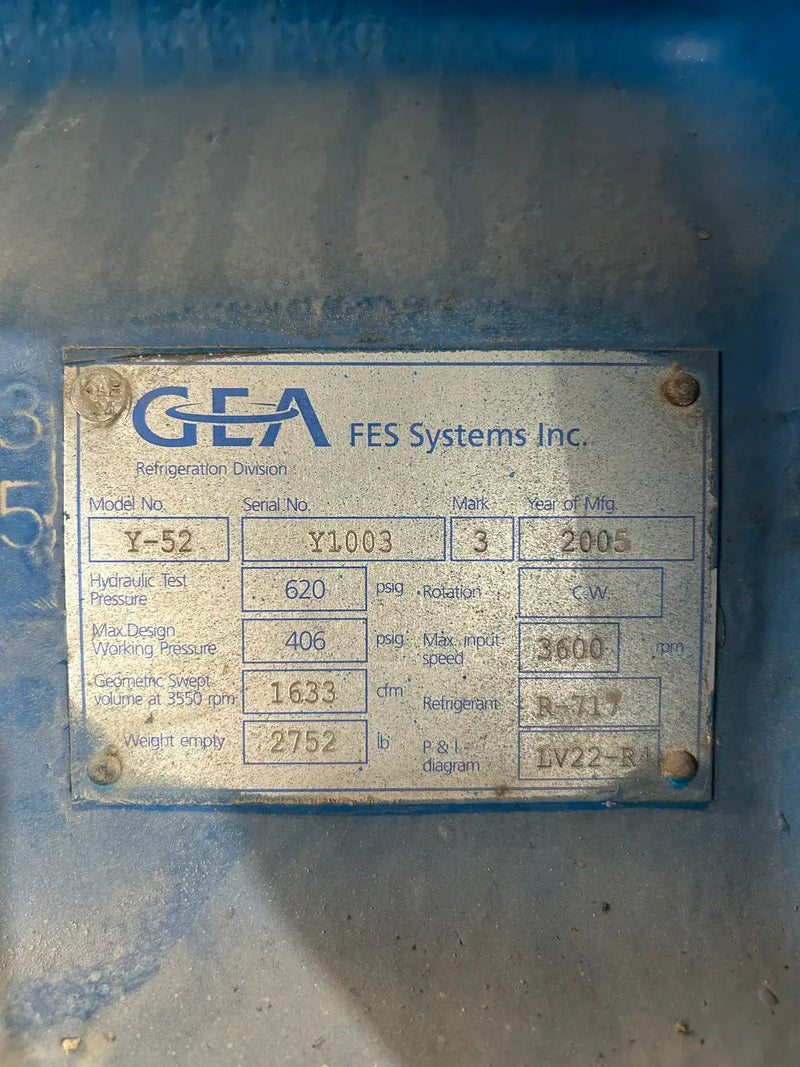 3
5
GEA FES Systems Inc.
Refrigeration Division
Model No. Serial No. Mark Year of Mfg.
Y-52 Y1003 3 2005
Hydraulic Test
Pressure 620 psig Rotation C.W.
Max.Design
Working Pressure 406 psig Max. input
speed 3600 rpm
Geometric Swept
volume at 3550 rpm 1633 cfm Refrigerant R-717
Weight empty 2752 lb P & I
diagram